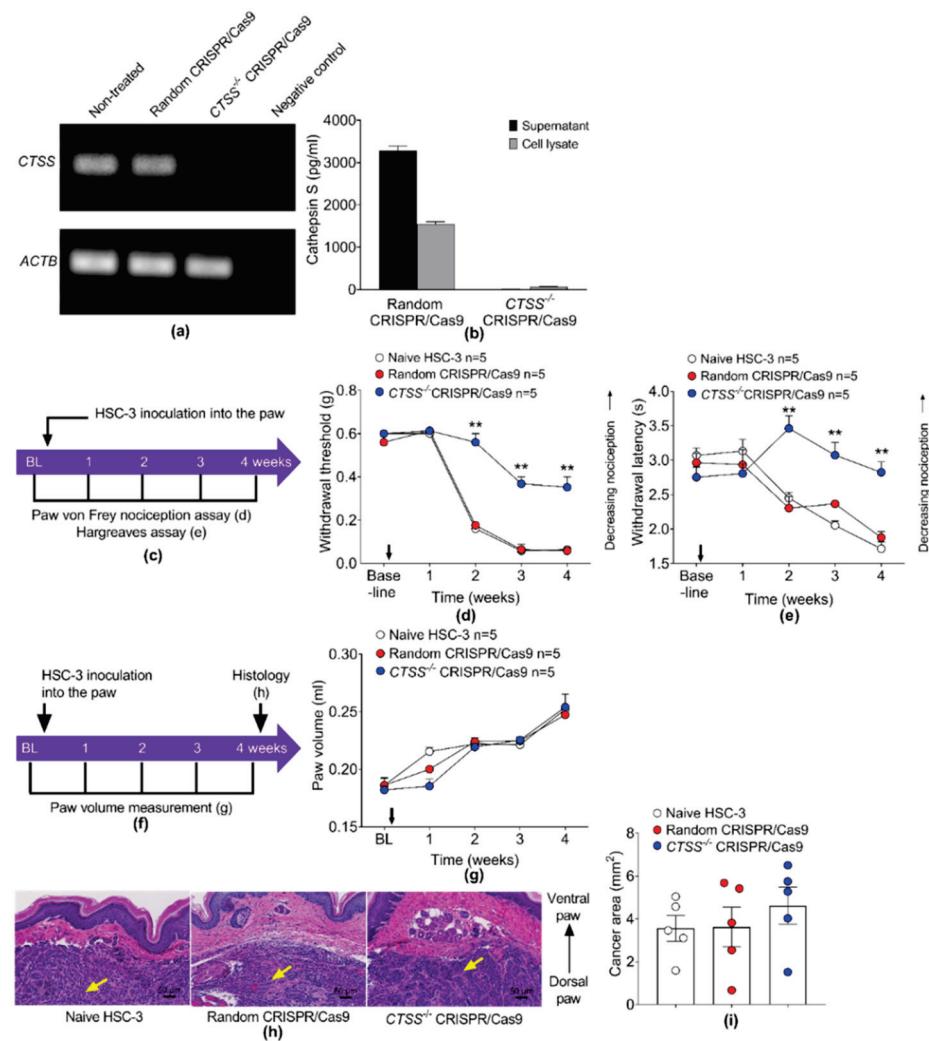 Non-treated
Random CRISPR/Cas9
CTSS-/- CRISPR/Cas9
Negative control
CTSS
ACTB
(a)
4000
3000
2000
1000
0
Cathepsin S (pg/ml)
Supernatant
Cell lysate
Random
CRISPR/Cas9
CTSS-/-
CRISPR/Cas9
(b)
HSC-3 inoculation into the paw
BL 1 2 3 4 weeks
Paw von Frey nociception assay (d)
Hargreaves assay (e)
(c)
Naive HSC-3 n=5
Random CRISPR/Cas9 n=5
CTSS-/-CRISPR/Cas9 n=5
Withdrawal threshold (g)
0.8
0.6
0.4
0.2
0.0
** ** **
Base
-line
1 2 3 4
Time (weeks)
Decreasing nociception
(d)
Naive HSC-3 n=5
Random CRISPR/Cas9 n=5
CTSS-/-CRISPR/Cas9 n=5
Withdrawal latency (s)
4.0
3.5
3.0
2.5
2.0
1.5
** ** **
Base
-line
1 2 3 4
Time (weeks)
Decreasing nociception
(e)
HSC-3 inoculation
into the paw
Histology
(h)
BL 1 2 3 4 weeks
Paw volume measurement (g)
(f)
Naive HSC-3 n=5
Random CRISPR/Cas9 n=5
CTSS-/- CRISPR/Cas9 n=5
Paw volume (ml)
0.30
0.25
0.20
0.15
BL 1 2 3 4
Time (weeks)
(g)
50 µm
50 µm
50 µm
Naive HSC-3
Random CRISPR/Cas9
CTSS-/- CRISPR/Cas9
Ventral
paw
Dorsal
paw
(h)
Naive HSC-3
Random CRISPR/Cas9
CTSS-/- CRISPR/Cas9
Cancer area (mm2)
8
6
4
2
0
(i)